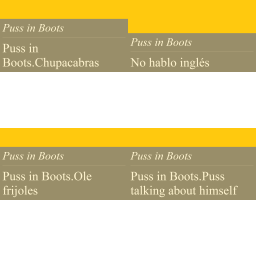 Puss in Boots
Puss in
Boots.Chupacabras
Puss in Boots
No hablo inglés
Puss in Boots
Puss in Boots.Ole
frijoles
Puss in Boots
Puss in Boots.Puss
talking about himself